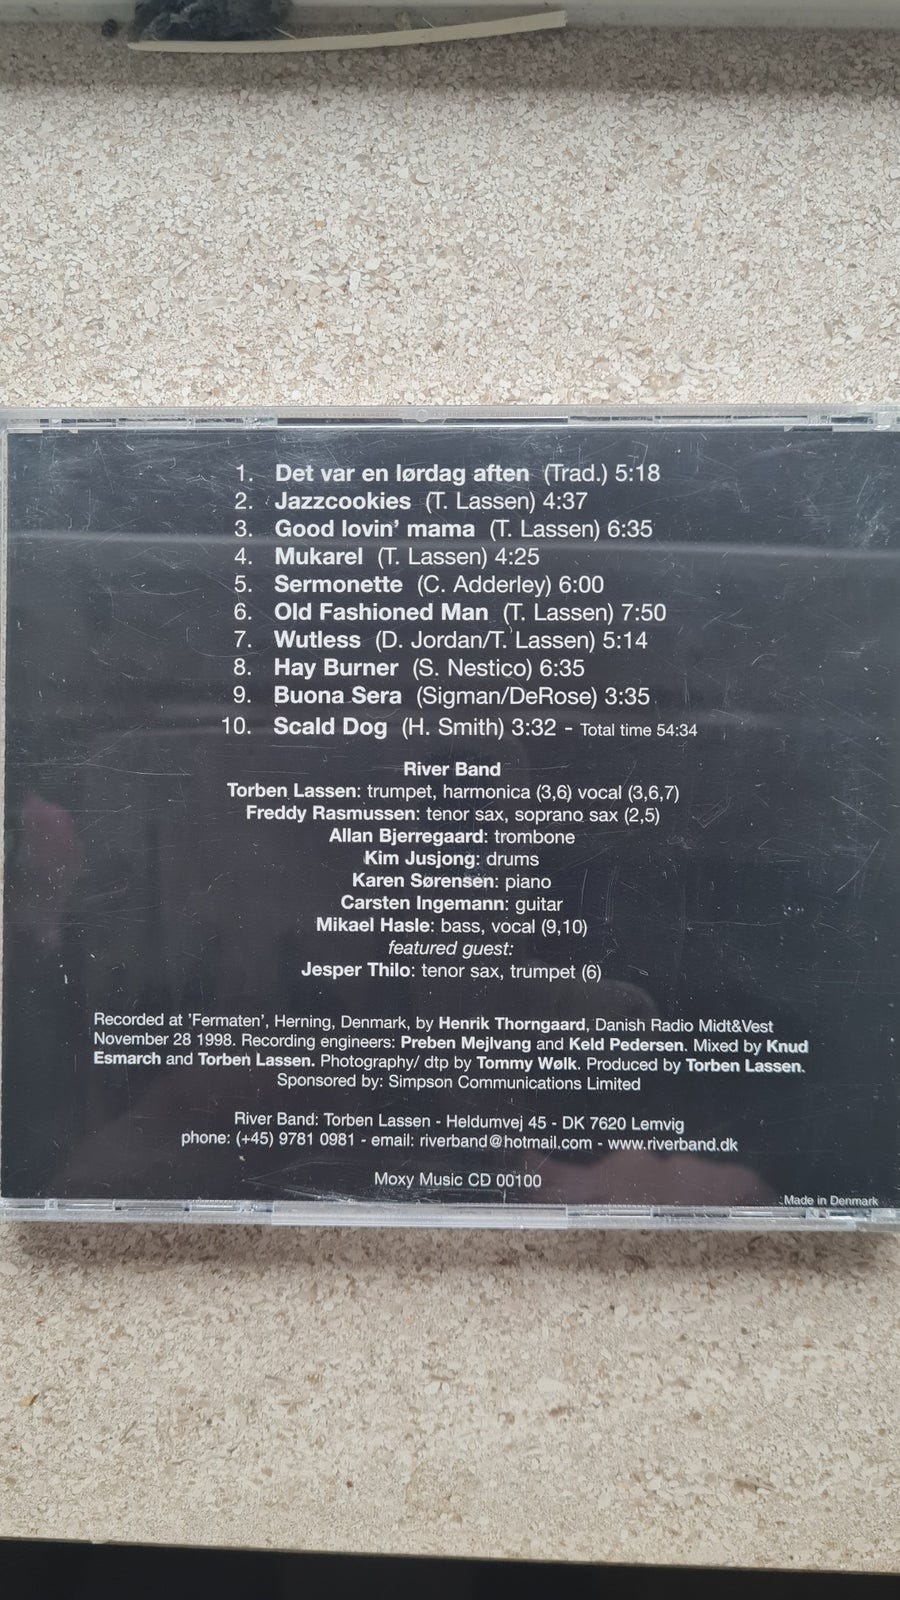 1. Det var en lørdag aften (Trad.) 5:18
2. Jazzcookies (T. Lassen) 4:37
3. Good lovin' mama (T. Lassen) 6:35
4. Mukarel (T. Lassen) 4:25
5. Sermonette (C. Adderley) 6:00
6. Old Fashioned Man (T. Lassen) 7:50
7. Wutless (D. Jordan/T. Lassen) 5:14
8. Hay Burner (S. Nestico) 6:35
9. Buona Sera (Sigman/DeRose) 3:35
10. Scald Dog (H. Smith) 3:32 - Total time 54:34
River Band
Torben Lassen: trumpet, harmonica (3,6) vocal (3,6,7)
Freddy Rasmussen: tenor sax, soprano sax (2,5)
Allan Bjerregaard: trombone
Kim Jusjong: drums
Karen Sørensen: piano
Carsten Ingemann: guitar
Mikael Hasle: bass, vocal (9,10)
featured guest:
Jesper Thilo: tenor sax, trumpet (6)
Recorded at 'Fermaten', Herning, Denmark, by Henrik Thorngaard, Danish Radio Midt&Vest
November 28 1998. Recording engineers: Preben Mejlvang and Keld Pedersen. Mixed by Knud
Esmarch and Torben Lassen. Photography/ dtp by Tommy Wølk. Produced by Torben Lassen.
Sponsored by: Simpson Communications Limited
River Band: Torben Lassen - Heldumvej 45 - DK 7620 Lemvig
phone: (+45) 9781 0981 - email: riverband@hotmail.com - www.riverband.dk
Moxy Music CD 00100
Made in Denmark